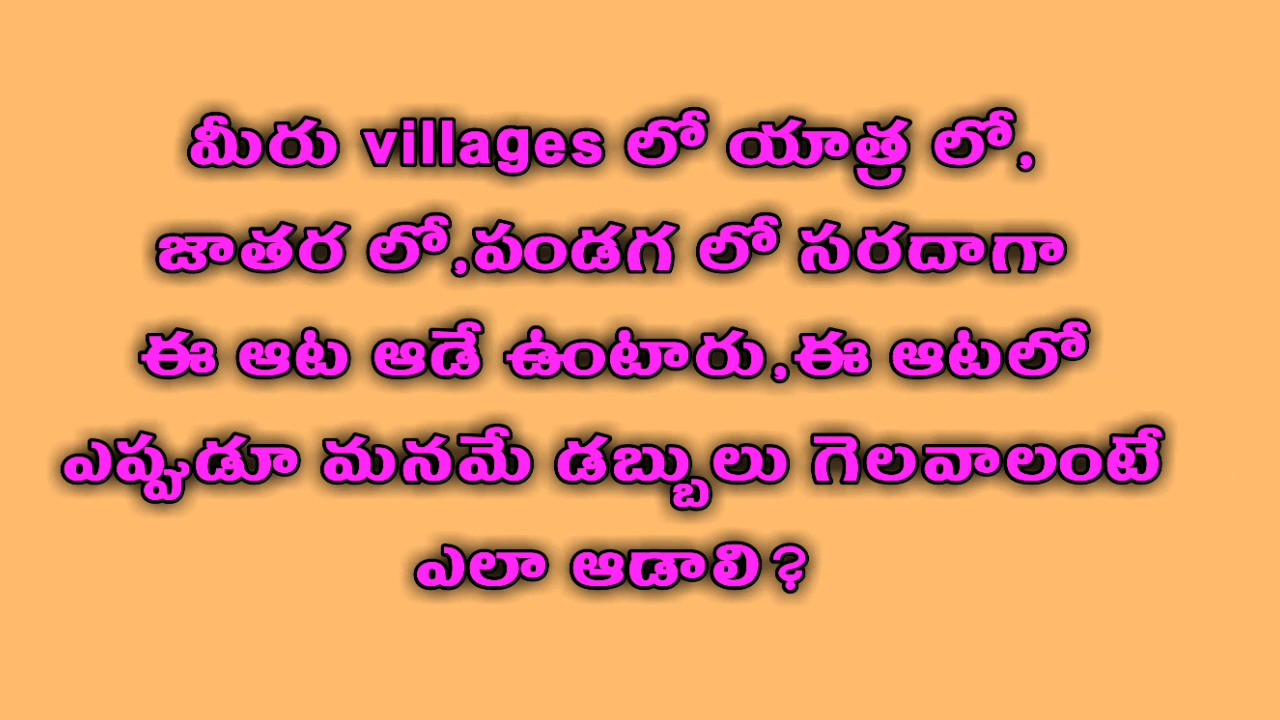 మీరు villages లో యాత్ర లో,
జాతర లో,పండగ లో సరదాగా
ఈ ఆట ఆడే ఉంటారు,ఈ ఆటలో
ఎప్పుడూ మనమే డబ్బులు గెలవాలంటే
ఎలా ఆడాలి?